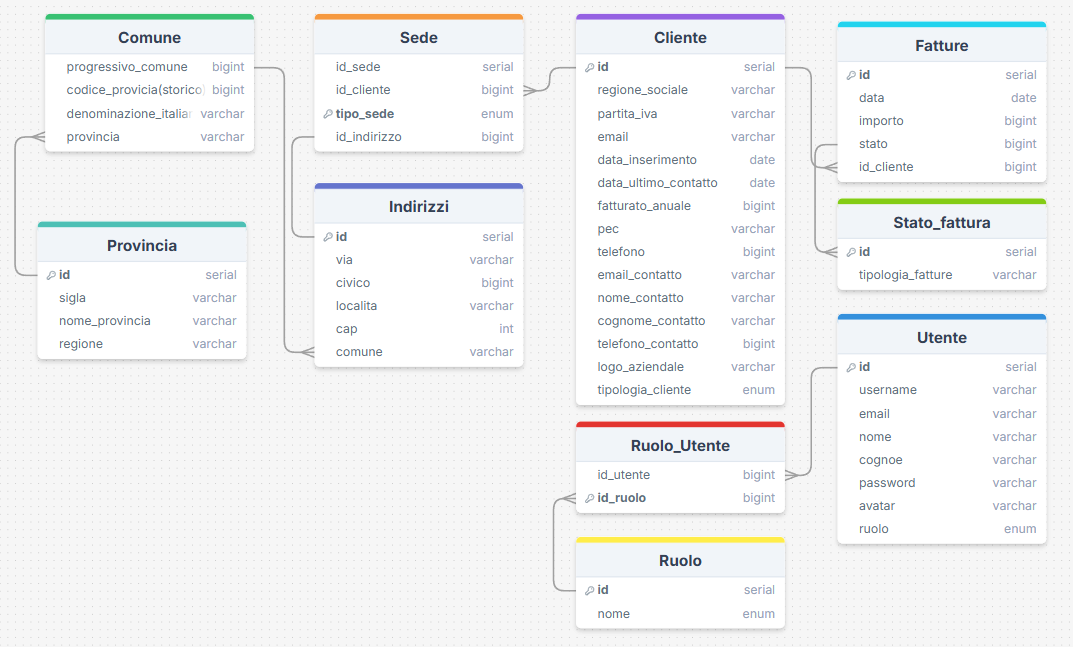 Comune
progressivo_comune bigint
codice_provicia(storico) bigint
denominazione_italian varchar
provincia varchar
Provincia
id serial
sigla varchar
nome_provincia varchar
regione varchar
Sede
id_sede serial
id_cliente bigint
tipo_sede enum
id_indirizzo bigint
Indirizzi
id serial
via varchar
civico bigint
localita varchar
cap int
comune varchar
Cliente
id serial
regione_sociale varchar
partita_iva varchar
email varchar
data_inserimento date
data_ultimo_contatto date
fatturato_anuale bigint
pec varchar
telefono bigint
email_contatto varchar
nome_contatto varchar
cognome_contatto varchar
telefono_contatto bigint
logo_aziendale varchar
tipologia_cliente enum
Ruolo_Utente
id_utente bigint
id_ruolo bigint
Ruolo
id serial
nome enum
Fatture
id serial
data date
importo bigint
stato bigint
id_cliente bigint
Stato_fattura
id serial
tipologia_fatture varchar
Utente
id serial
username varchar
email varchar
nome varchar
cognoe varchar
password varchar
avatar varchar
ruolo enum